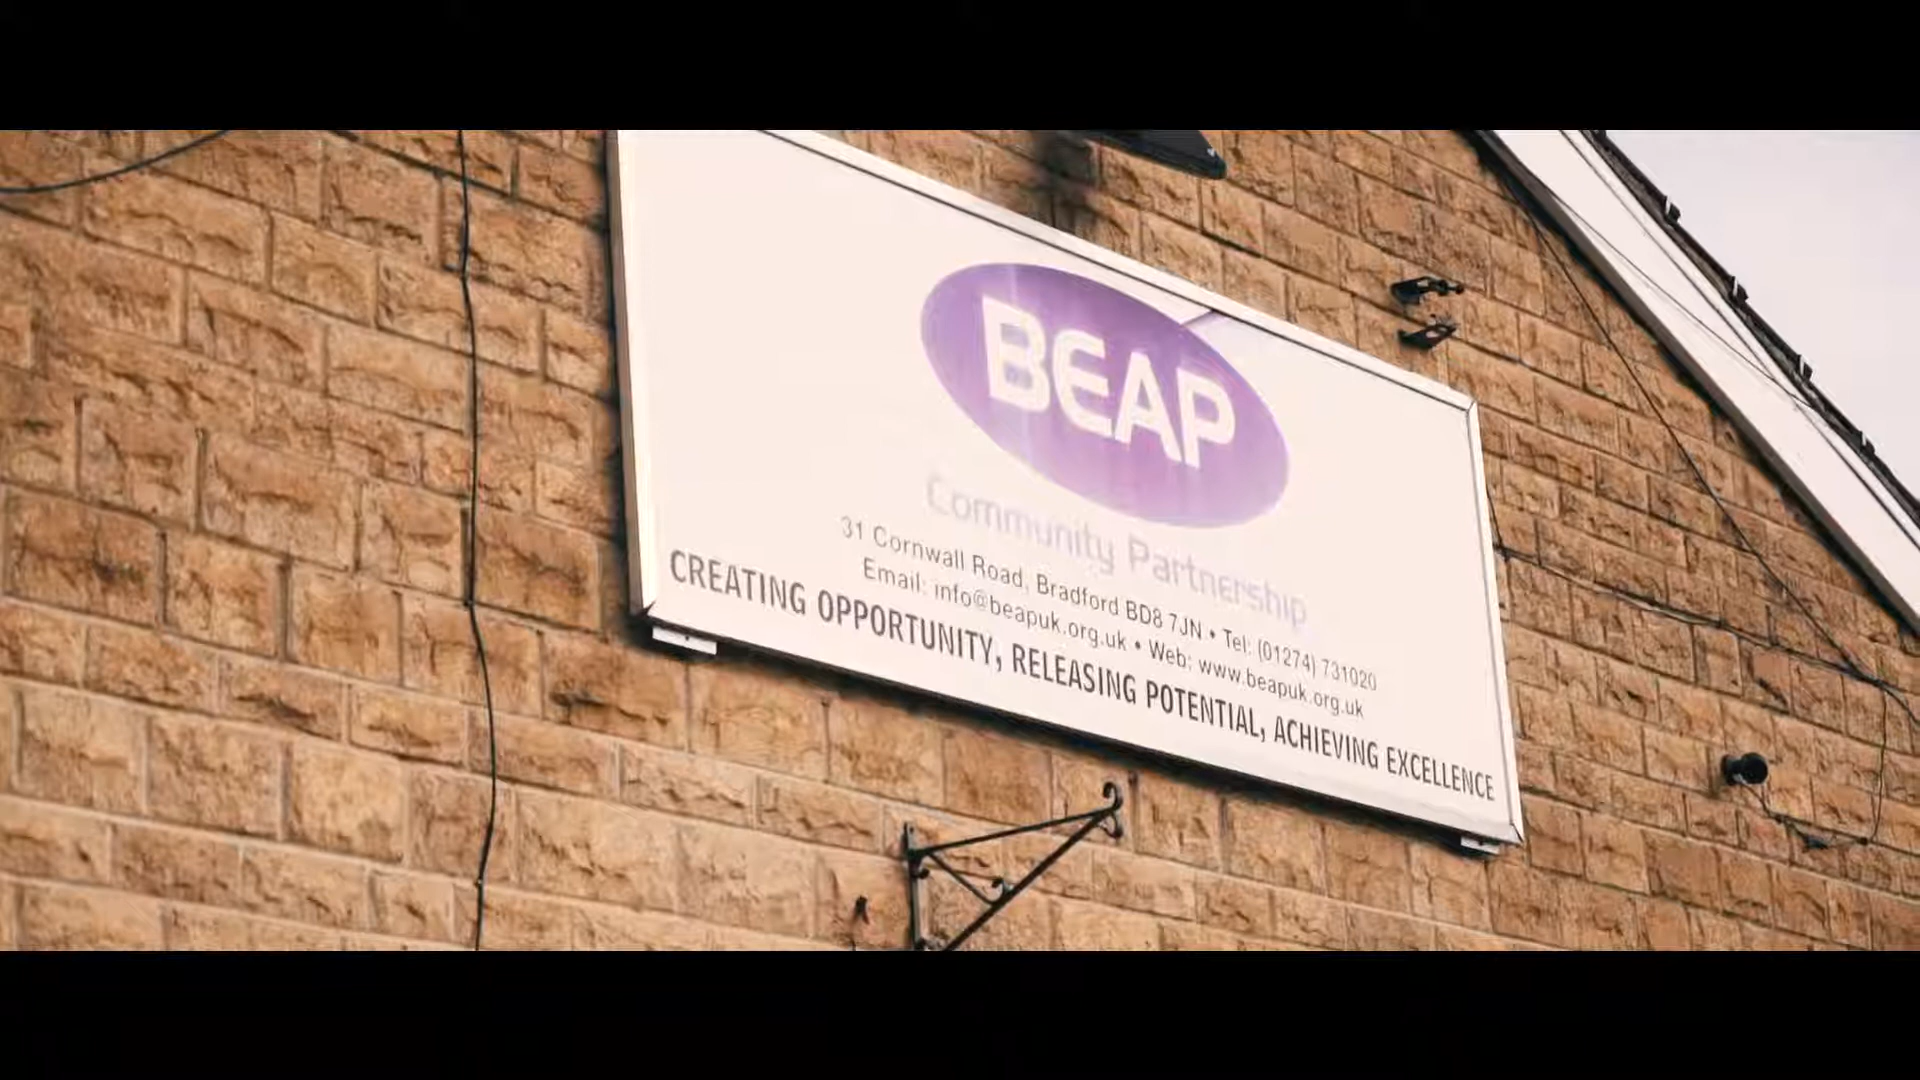 BEAP
Community Partnership
31 Cornwall Road, Bradford BD8 7JN • Tel: (01274) 731020
Email: info@beapuk.org.uk • Web: www.beapuk.org.uk
CREATING OPPORTUNITY, RELEASING POTENTIAL, ACHIEVING EXCELLENCE